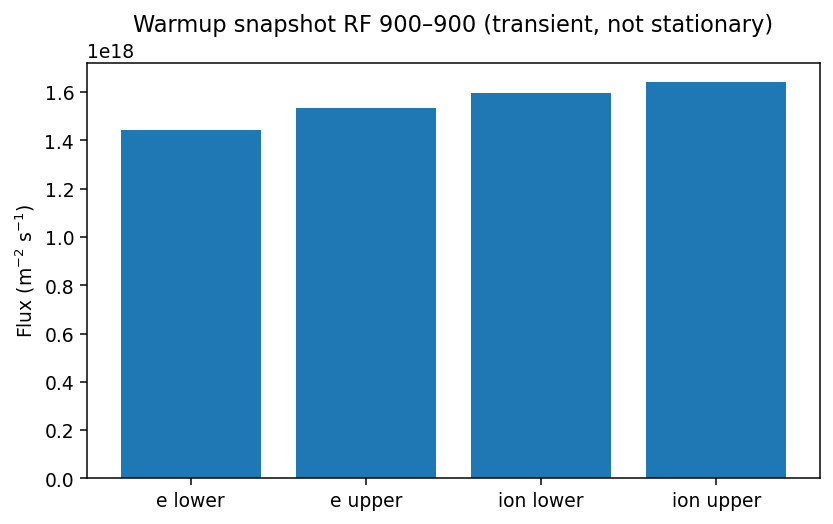 Warmup snapshot RF 900–900 (transient, not stationary)
1e18
1.6
1.4
1.2
1.0
0.8
0.6
0.4
0.2
0.0
Flux (m⁻² s⁻¹)
e lower
e upper
ion lower
ion upper